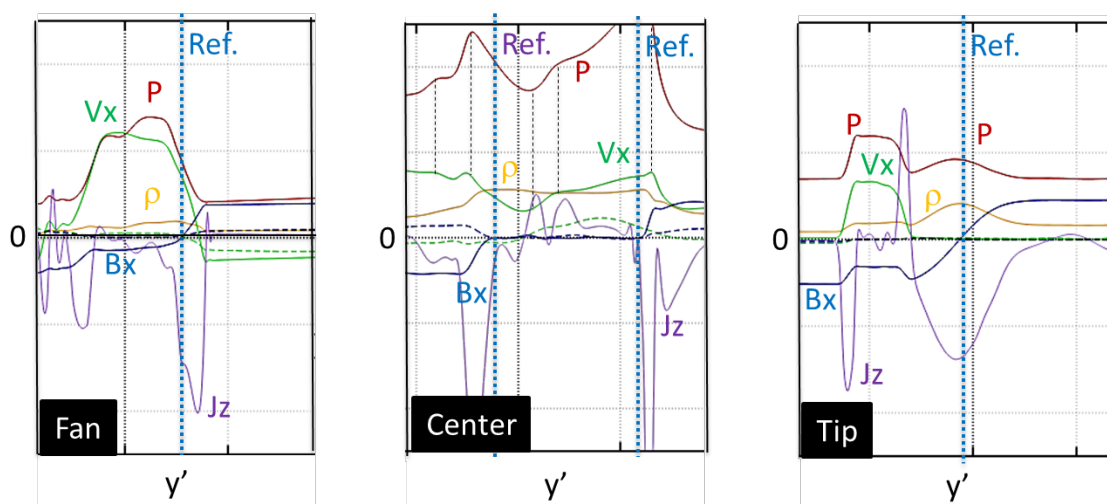 Ref.
P
Vx
ρ
0
Bx
Jz
Fan
y’
Ref.
Ref.
P
Vx
ρ
0
Bx
Jz
Center
y’
Ref.
P
P
Vx
ρ
0
Bx
Jz
Tip
y’